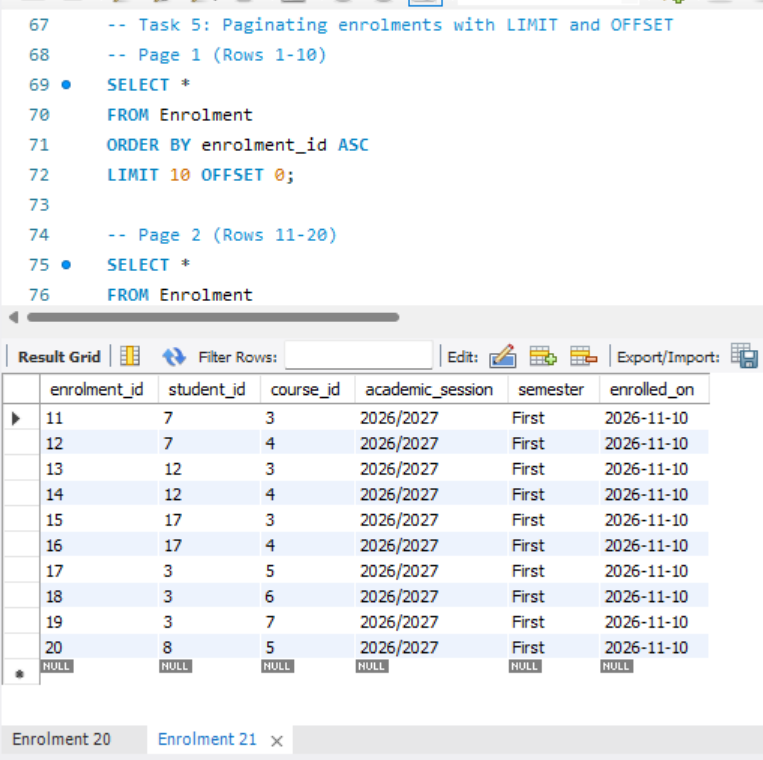 67 -- Task 5: Paginating enrolments with LIMIT and OFFSET
68 -- Page 1 (Rows 1-10)
69 SELECT *
70 FROM Enrolment
71 ORDER BY enrolment_id ASC
72 LIMIT 10 OFFSET 0;
73
74 -- Page 2 (Rows 11-20)
75 SELECT *
76 FROM Enrolment
Result Grid Filter Rows: Edit: Export/Import:
enrolment_id student_id course_id academic_session semester enrolled_on
11 7 3 2026/2027 First 2026-11-10
12 7 4 2026/2027 First 2026-11-10
13 12 3 2026/2027 First 2026-11-10
14 12 4 2026/2027 First 2026-11-10
15 17 3 2026/2027 First 2026-11-10
16 17 4 2026/2027 First 2026-11-10
17 3 5 2026/2027 First 2026-11-10
18 3 6 2026/2027 First 2026-11-10
19 3 7 2026/2027 First 2026-11-10
20 8 5 2026/2027 First 2026-11-10
NULL NULL NULL NULL NULL NULL
Enrolment 20 Enrolment 21